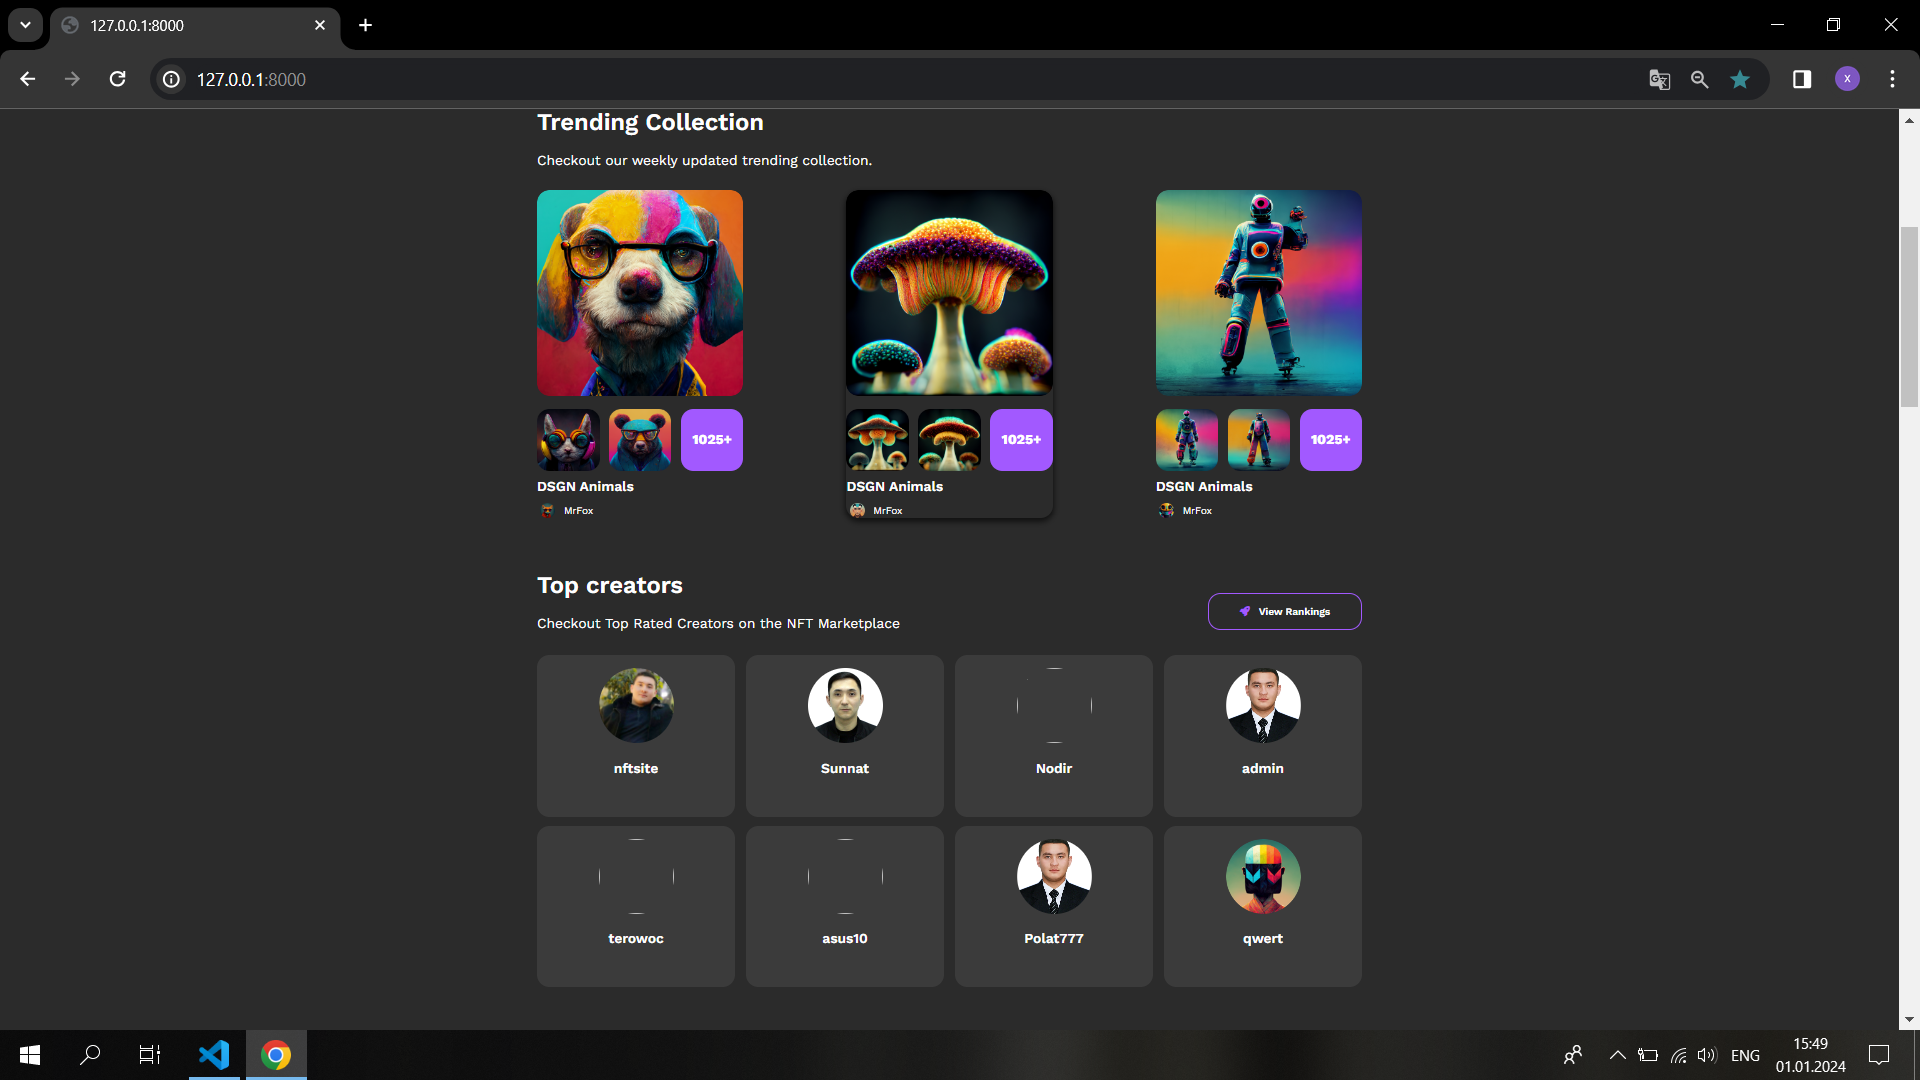 127.0.0.1:8000
127.0.0.1:8000
X
Trending Collection
Checkout our weekly updated trending collection.
1025+
1025+
1025+
DSGN Animals
DSGN Animals
DSGN Animals
MrFox
MrFox
MrFox
Top creators
Checkout Top Rated Creators on the NFT Marketplace
View Rankings
nftsite
Sunnat
Nodir
admin
terowoc
asus10
Polat777
qwert
ENG
15:49
01.01.2024